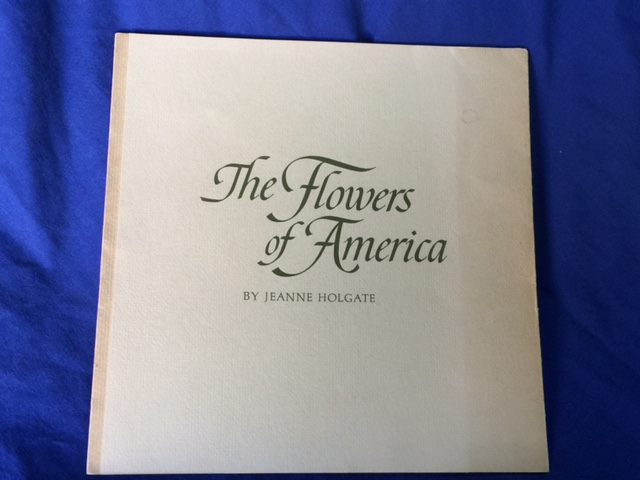 The Flowers
of America
BY JEANNE HOLGATE